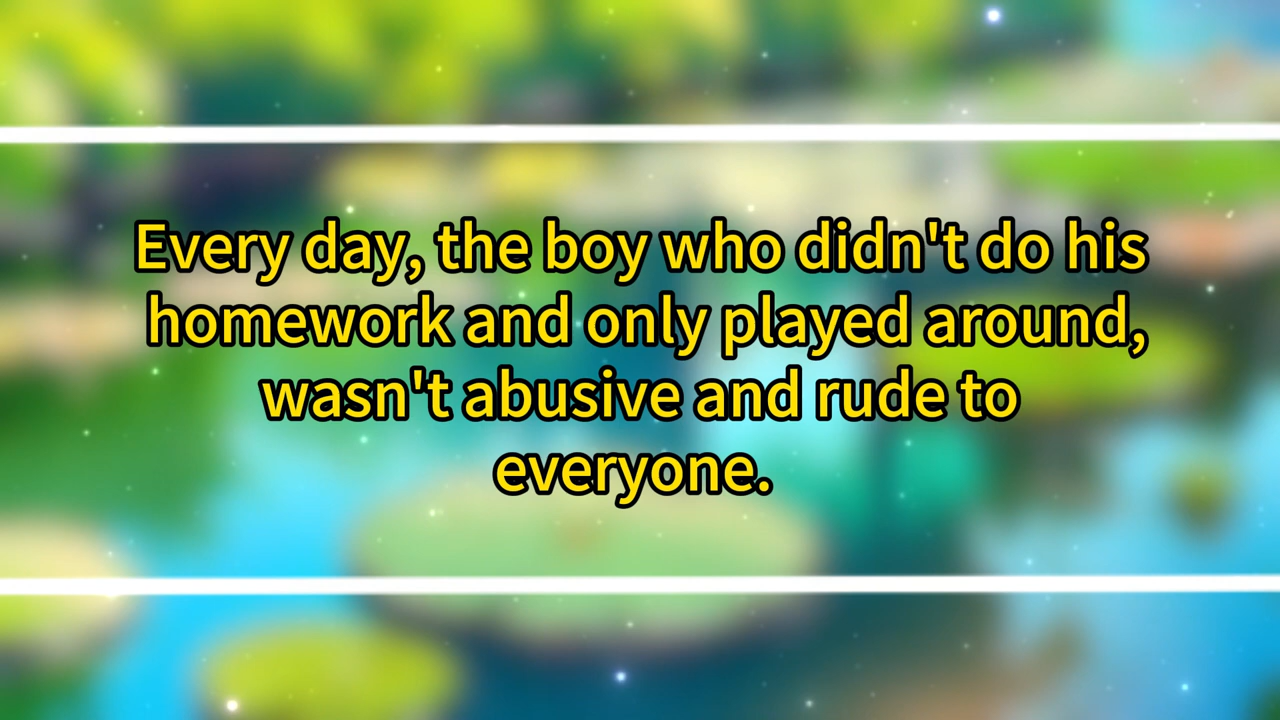 Every day, the boy who didn't do his
homework and only played around,
wasn't abusive and rude to
everyone.